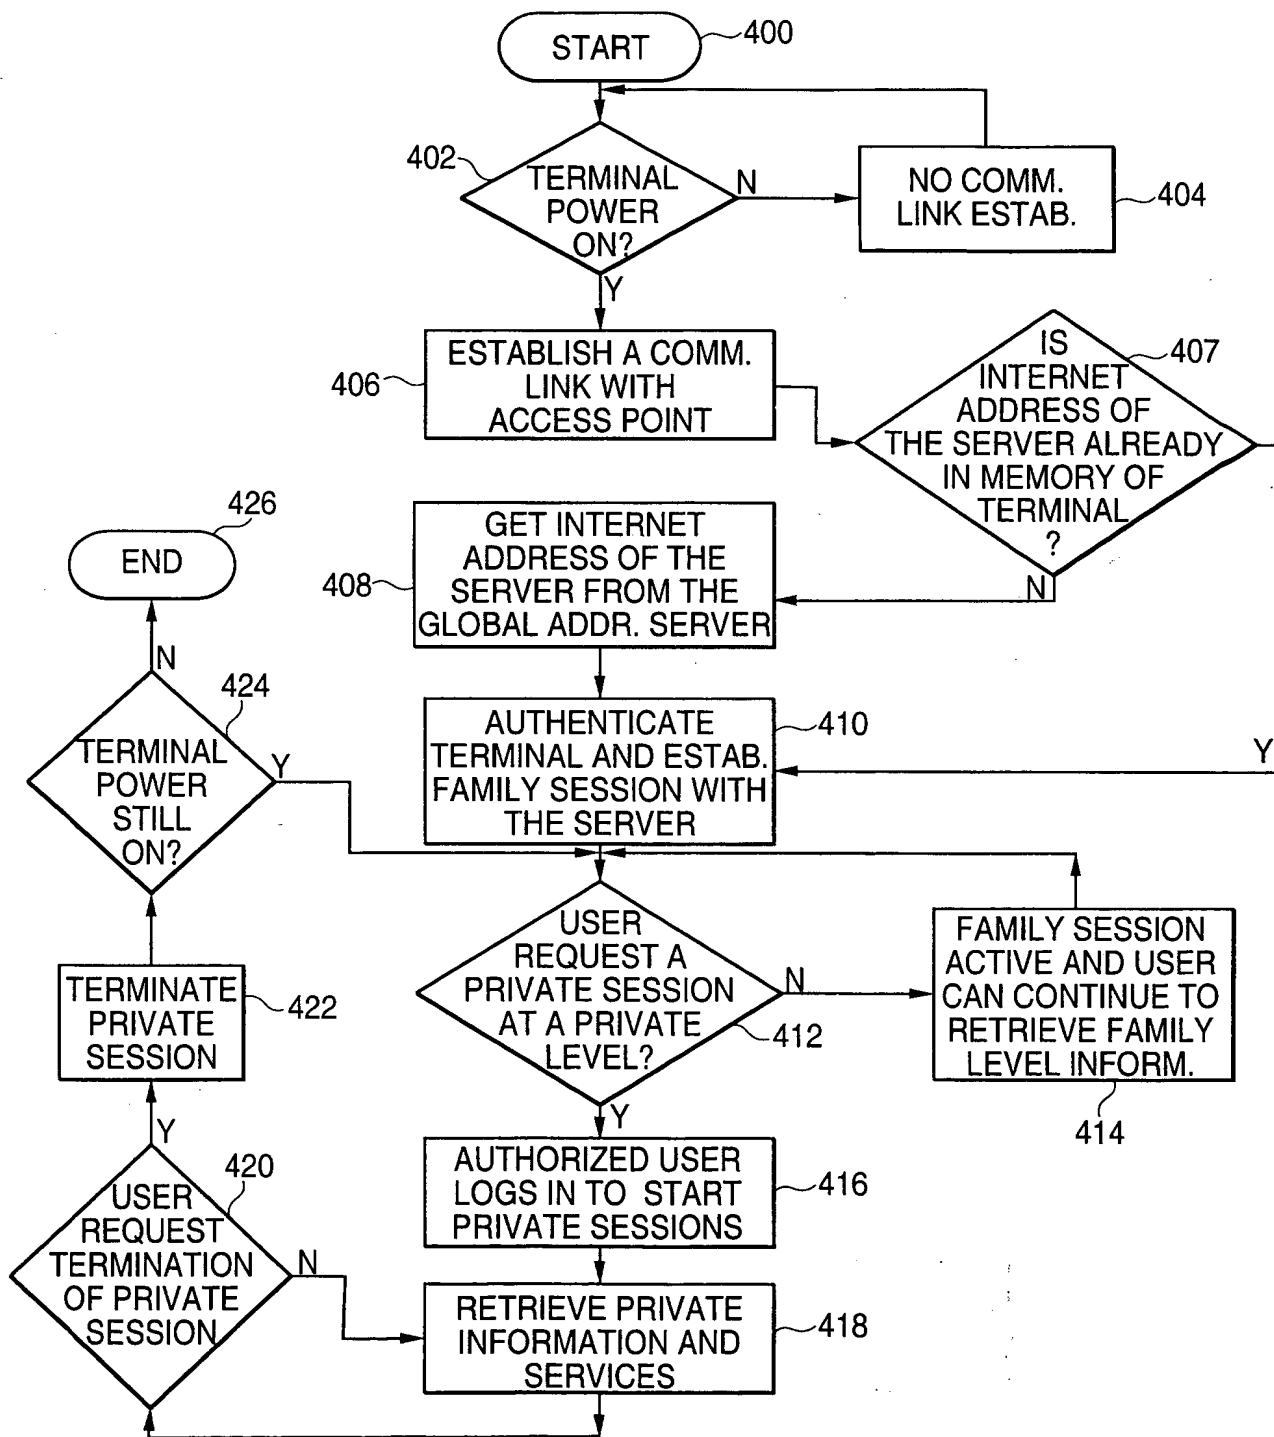 START
400
402
TERMINAL
POWER
ON?
N
Y
NO COMM.
LINK ESTAB.
404
ESTABLISH A COMM.
LINK WITH
ACCESS POINT
406
IS
INTERNET
ADDRESS OF
THE SERVER ALREADY
IN MEMORY OF
TERMINAL
?
407
N
Y
GET INTERNET
ADDRESS OF THE
SERVER FROM THE
GLOBAL ADDR. SERVER
408
426
END
N
424
TERMINAL
POWER
STILL
ON?
Y
AUTHENTICATE
TERMINAL AND ESTAB.
FAMILY SESSION WITH
THE SERVER
410
USER
REQUEST A
PRIVATE SESSION
AT A PRIVATE
LEVEL?
412
N
Y
FAMILY SESSION
ACTIVE AND USER
CAN CONTINUE TO
RETRIEVE FAMILY
LEVEL INFORM.
414
TERMINATE
PRIVATE
SESSION
422
Y
AUTHORIZED USER
LOGS IN TO START
PRIVATE SESSIONS
416
420
USER
REQUEST
TERMINATION
OF PRIVATE
SESSION
N
RETRIEVE PRIVATE
INFORMATION AND
SERVICES
418